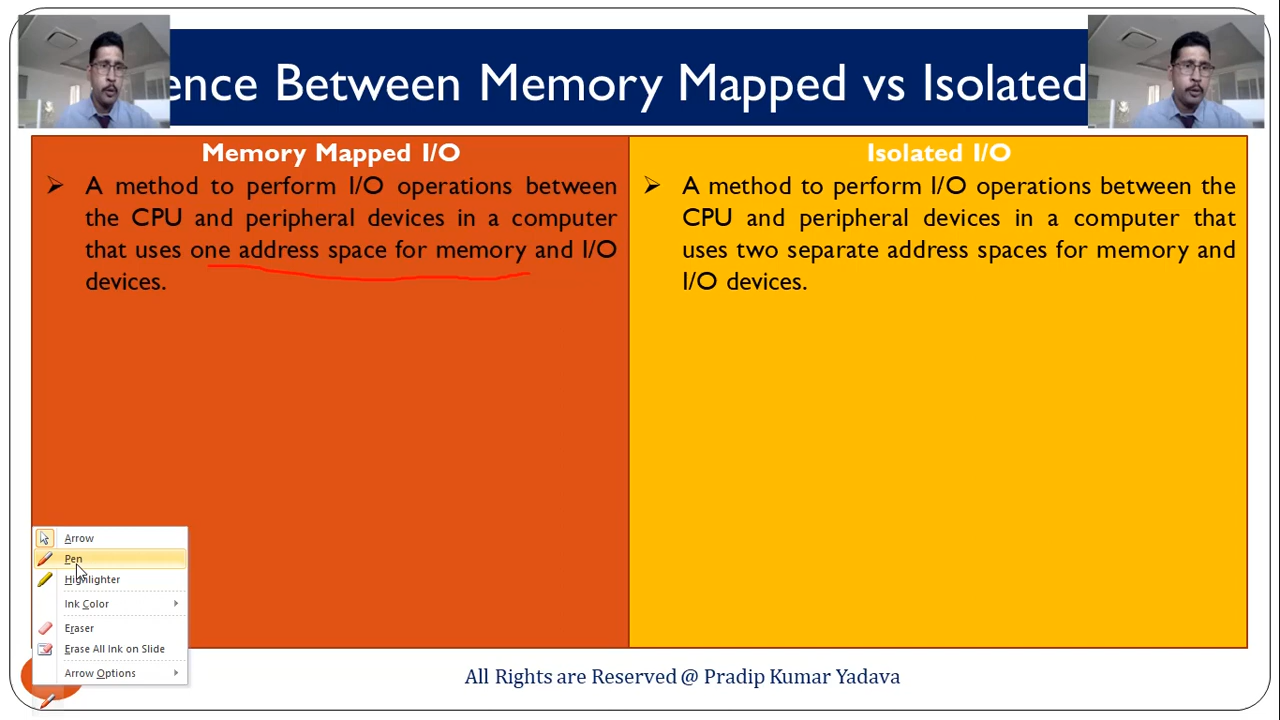 ence Between Memory Mapped vs Isolated
Memory Mapped I/O
A method to perform I/O operations between
the CPU and peripheral devices in a computer
that uses one address space for memory and I/O
devices.
Isolated I/O
A method to perform I/O operations between the
CPU and peripheral devices in a computer that
uses two separate address spaces for memory and
I/O devices.
Arrow
Pen
Highlighter
Ink Color
Eraser
Erase All Ink on Slide
Arrow Options
All Rights are Reserved @ Pradip Kumar Yadava